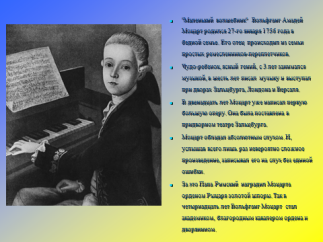 "Маленький волшебник" Вольфганг Амадей
Моцарт родился 27-го января 1756 года в
бедной семье. Его отец происходил из семьи
простых ремесленников-переплетчиков.
Чудо-ребенок, юный гений, с 3 лет занимался
музыкой, в шесть лет писал музыку и выступал
при дворах Зальцбурга, Лондона и Версаля.
В двенадцать лет Моцарт уже написал первую
большую оперу. Она была поставлена в
придворном театре Зальцбурга.
Моцарт обладал абсолютным слухом. И,
услышав всего лишь раз невероятно сложное
произведение, записывал его на слух без единой
ошибки.
За это Папа Римский наградил Моцарта
орденом Рыцаря золотой шпоры. Так в
четырнадцать лет Вольфганг Моцарт стал
академиком, благородным кавалером ордена и
дворянином.